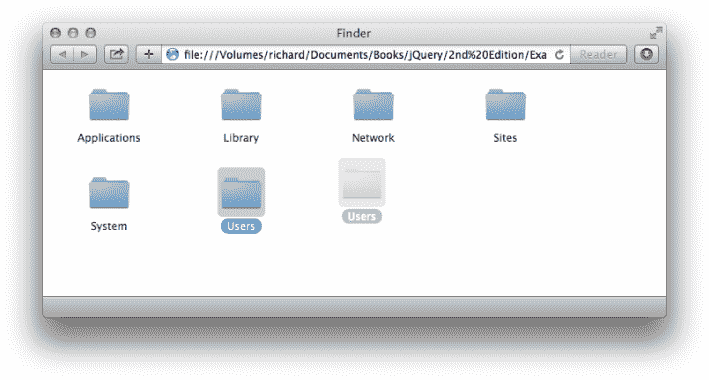 Finder
file:///Volumes/richard/Documents/Books/jQuery/2nd%20Edition/Exa
Reader
Applications
Library
Network
Sites
System
Users
Users